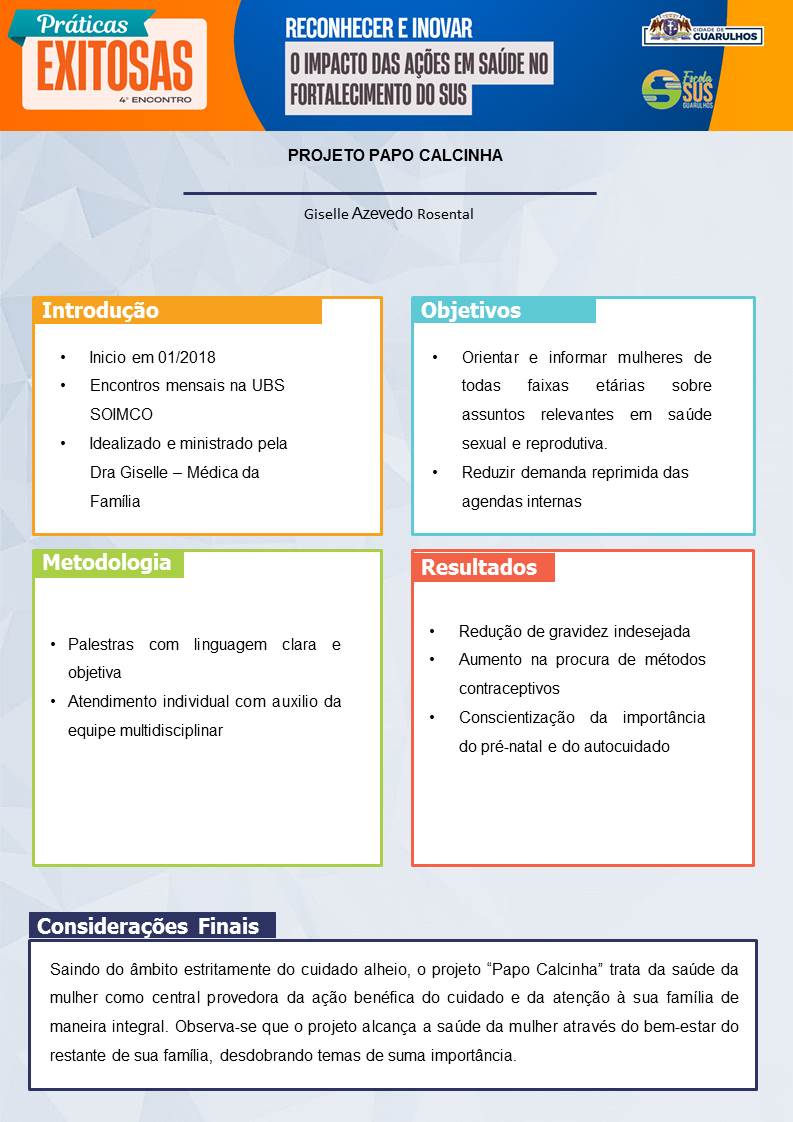 Práticas
EXITOSAS
4º ENCONTRO
RECONHECER E INOVAR
O IMPACTO DAS AÇÕES EM SAÚDE NO
FORTALECIMENTO DO SUS
CIDADE DE
GUARULHOS
Escola
SUS
GUARULHOS
PROJETO PAPO CALCINHA
Giselle Azevedo Rosental
Introdução
• Inicio em 01/2018
• Encontros mensais na UBS
SOIMCO
• Idealizado e ministrado pela
Dra Giselle – Médica da
Família
Objetivos
• Orientar e informar mulheres de
todas faixas etárias sobre
assuntos relevantes em saúde
sexual e reprodutiva.
• Reduzir demanda reprimida das
agendas internas
Metodologia
• Palestras com linguagem clara e
objetiva
• Atendimento individual com auxilio da
equipe multidisciplinar
Resultados
• Redução de gravidez indesejada
• Aumento na procura de métodos
contraceptivos
• Conscientização da importância
do pré-natal e do autocuidado
Considerações Finais
Saindo do âmbito estritamente do cuidado alheio, o projeto “Papo Calcinha” trata da saúde da
mulher como central provedora da ação benéfica do cuidado e da atenção à sua família de
maneira integral. Observa-se que o projeto alcança a saúde da mulher através do bem-estar do
restante de sua família, desdobrando temas de suma importância.